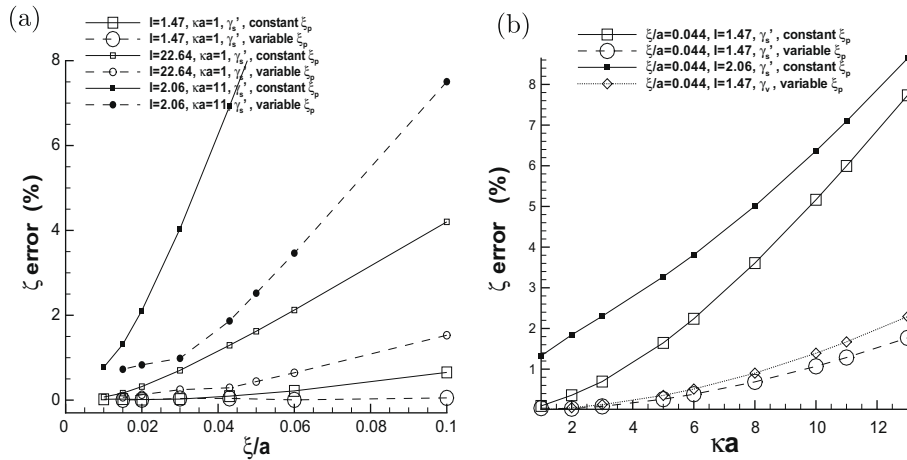 (a)
I=1.47, κa=1, γs', constant ξp
I=1.47, κa=1, γs', variable ξp
I=22.64, κa=1, γs', constant ξp
I=22.64, κa=1, γs', variable ξp
I=2.06, κa=11, γs', constant ξp
I=2.06, κa=11, γs', variable ξp
8
6
4
2
0
ζ error (%)
0 0.02 0.04 0.06 0.08 0.1
ξ/a
(b)
ξ/a=0.044, I=1.47, γs', constant ξp
ξ/a=0.044, I=1.47, γs', variable ξp
ξ/a=0.044, I=2.06, γs', constant ξp
ξ/a=0.044, I=1.47, γv, variable ξp
8
7
6
5
4
3
2
1
0
ζ error (%)
2 4 6 8 10 12
κa